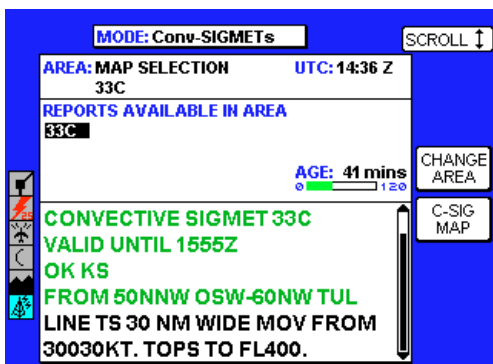 MODE: Conv-SIGMETs
SCROLL
AREA: MAP SELECTION
33C
UTC: 14:36 Z
REPORTS AVAILABLE IN AREA
33C
AGE: 41 mins
0 120
CHANGE
AREA
C-SIG
MAP
25
CONVECTIVE SIGMET 33C
VALID UNTIL 1555Z
OK KS
FROM 50NNW OSW-60NW TUL
LINE TS 30 NM WIDE MOV FROM
30030KT. TOPS TO FL400.